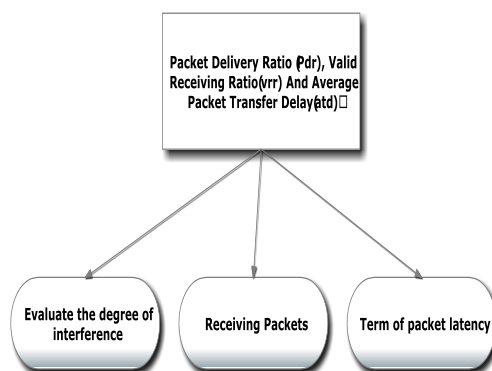 Packet Delivery Ratio (Pdr), Valid
Receiving Ratio(vrr) And Average
Packet Transfer Delay(atd)□
Evaluate the degree of
interference
Receiving Packets
Term of packet latency